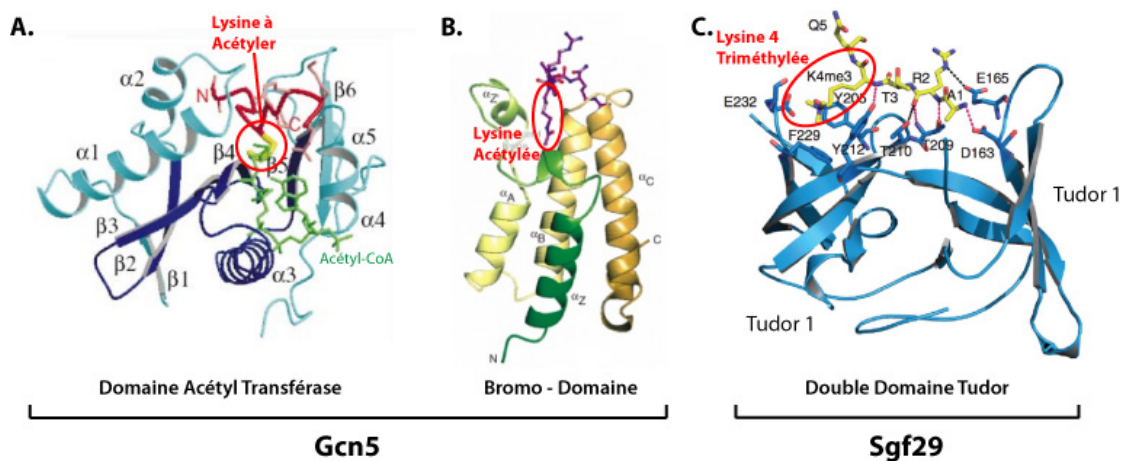 A.
Lysine à
Acétyler
α2
N
C
β6
α1
β4
β5
α5
β3
α4
β2
α3
β1
Acétyl-CoA
Domaine Acétyl Transférase
B.
αZ'
Lysine
Acétylée
αA
αC
αB
C
αZ
N
Bromo - Domaine
Gcn5
C.
Q5
Lysine 4
Triméthylée
K4me3
R2
E165
E232
Y205
T3
A1
F229
Y212
T210
T209
D163
Tudor 1
Tudor 1
Double Domaine Tudor
Sgf29